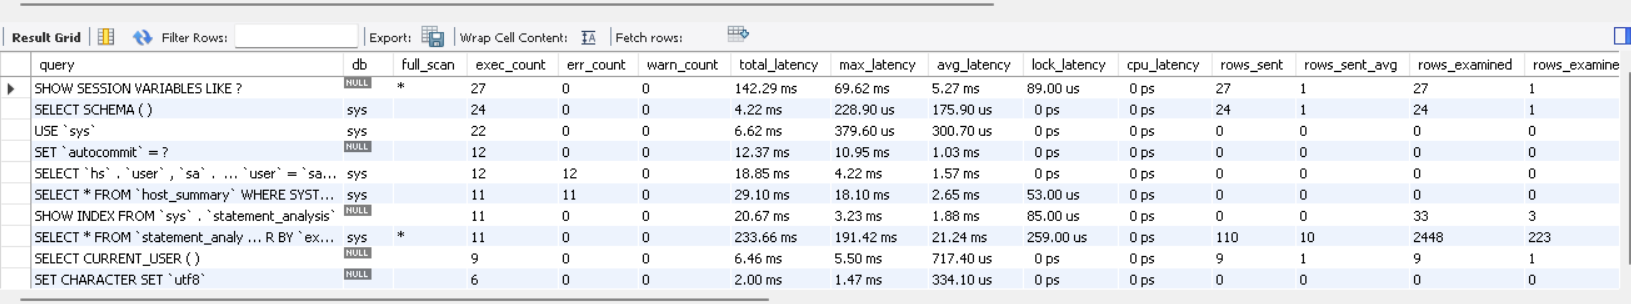 Result Grid Filter Rows: Export: Wrap Cell Content: Fetch rows:
query db full_scan exec_count err_count warn_count total_latency max_latency avg_latency lock_latency cpu_latency rows_sent rows_sent_avg rows_examined rows_examine
SHOW SESSION VARIABLES LIKE ? NULL * 27 0 0 142.29 ms 69.62 ms 5.27 ms 89.00 us 0 ps 27 1 27 1
SELECT SCHEMA ( ) sys 24 0 0 4.22 ms 228.90 us 175.90 us 0 ps 0 ps 24 1 24 1
USE `sys` sys 22 0 0 6.62 ms 379.60 us 300.70 us 0 ps 0 ps 0 0 0 0
SET `autocommit` = ? NULL 12 0 0 12.37 ms 10.95 ms 1.03 ms 0 ps 0 ps 0 0 0 0
SELECT `hs` . `user` , `sa` . ... `user` = `sa... sys 12 12 0 18.85 ms 4.22 ms 1.57 ms 0 ps 0 ps 0 0 0 0
SELECT * FROM `host_summary` WHERE SYST... sys 11 11 0 29.10 ms 18.10 ms 2.65 ms 53.00 us 0 ps 0 0 0 0
SHOW INDEX FROM `sys` . `statement_analysis` NULL 11 0 0 20.67 ms 3.23 ms 1.88 ms 85.00 us 0 ps 0 0 33 3
SELECT * FROM `statement_analy ... R BY `ex... sys * 11 0 0 233.66 ms 191.42 ms 21.24 ms 259.00 us 0 ps 110 10 2448 223
SELECT CURRENT_USER ( ) NULL 9 0 0 6.46 ms 5.50 ms 717.40 us 0 ps 0 ps 9 1 9 1
SET CHARACTER SET `utf8` NULL 6 0 0 2.00 ms 1.47 ms 334.10 us 0 ps 0 ps 0 0 0 0